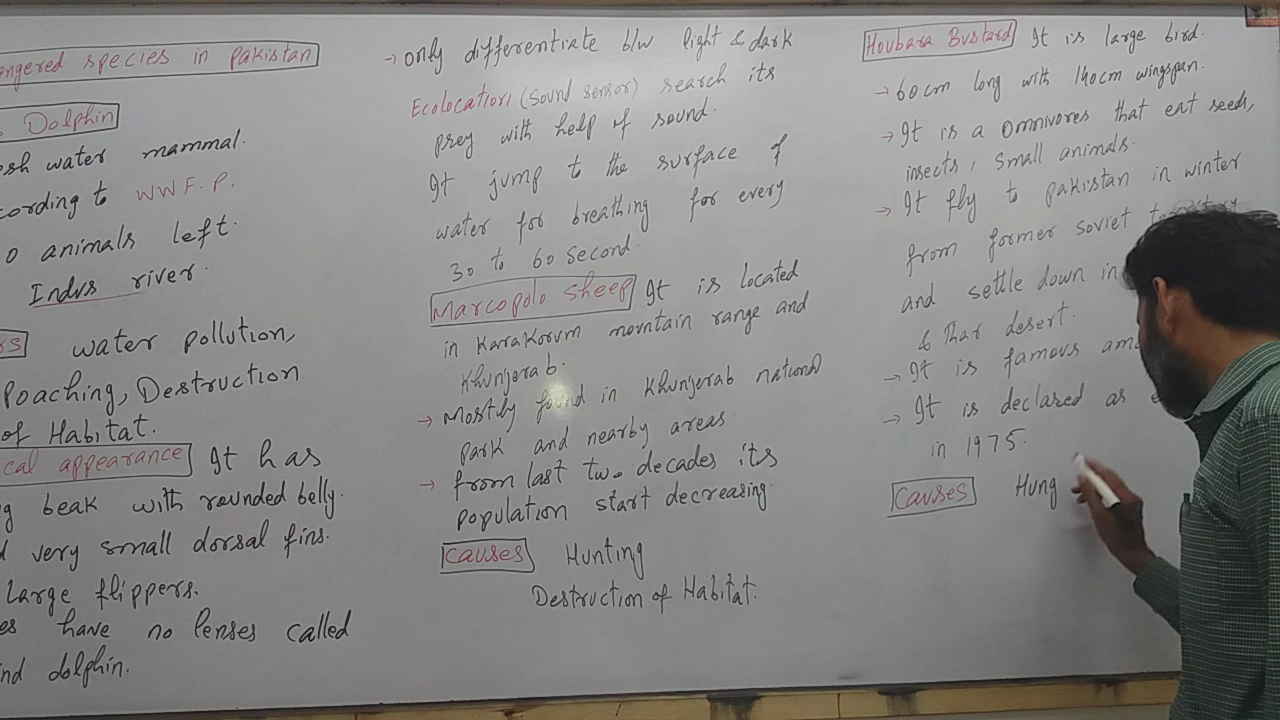 ngered species in pakistan
Dolphin
sh water mammal.
cording to WWF.P.
0 animals left.
Indus river.
rs water pollution,
Poaching, Destruction
of Habitat.
ical appearance It has
g beak with rounded belly.
d very small dorsal fins.
Large flippers.
es have no lenses called
ind dolphin.
→ only differentiate b/w light & dark
Ecolocation (Sound sensor) search its
prey with help of sound.
It jump to the surface of
water for breathing for every
30 to 60 second.
Marcopolo sheep It is located
in Karakorum mountain range and
Khunjerab.
→ Mostly found in Khunjerab national
park and nearby areas
→ from last two decades its
population start decreasing.
Causes Hunting
Destruction of Habitat.
Houbara Bustard It is large bird.
→ 60cm long with 140cm wingspan.
→ It is a omnivores that eat seeds,
insects, small animals.
→ It fly to pakistan in winter
from former soviet
and settle down in
& Thar desert.
→ It is famous
→ It is declared as
in 1975.
Causes Hung